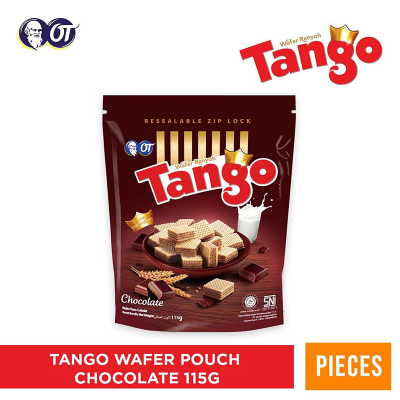 OT
Wafer Renyah
Tango
RESEALABLE ZIP LOCK
OT
Wafer Renyah
Tango
Chocolate
115g
SNI
TANGO WAFER POUCH
CHOCOLATE 115G
PIECES